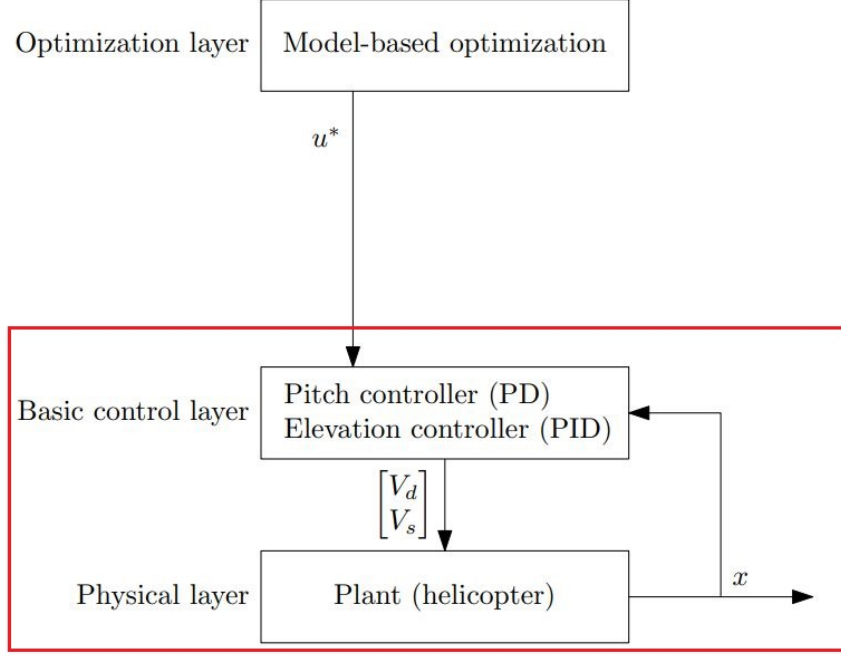 Optimization layer
Model-based optimization
u*
Basic control layer
Pitch controller (PD)
Elevation controller (PID)
[V_d]
[V_s]
Physical layer
Plant (helicopter)
x